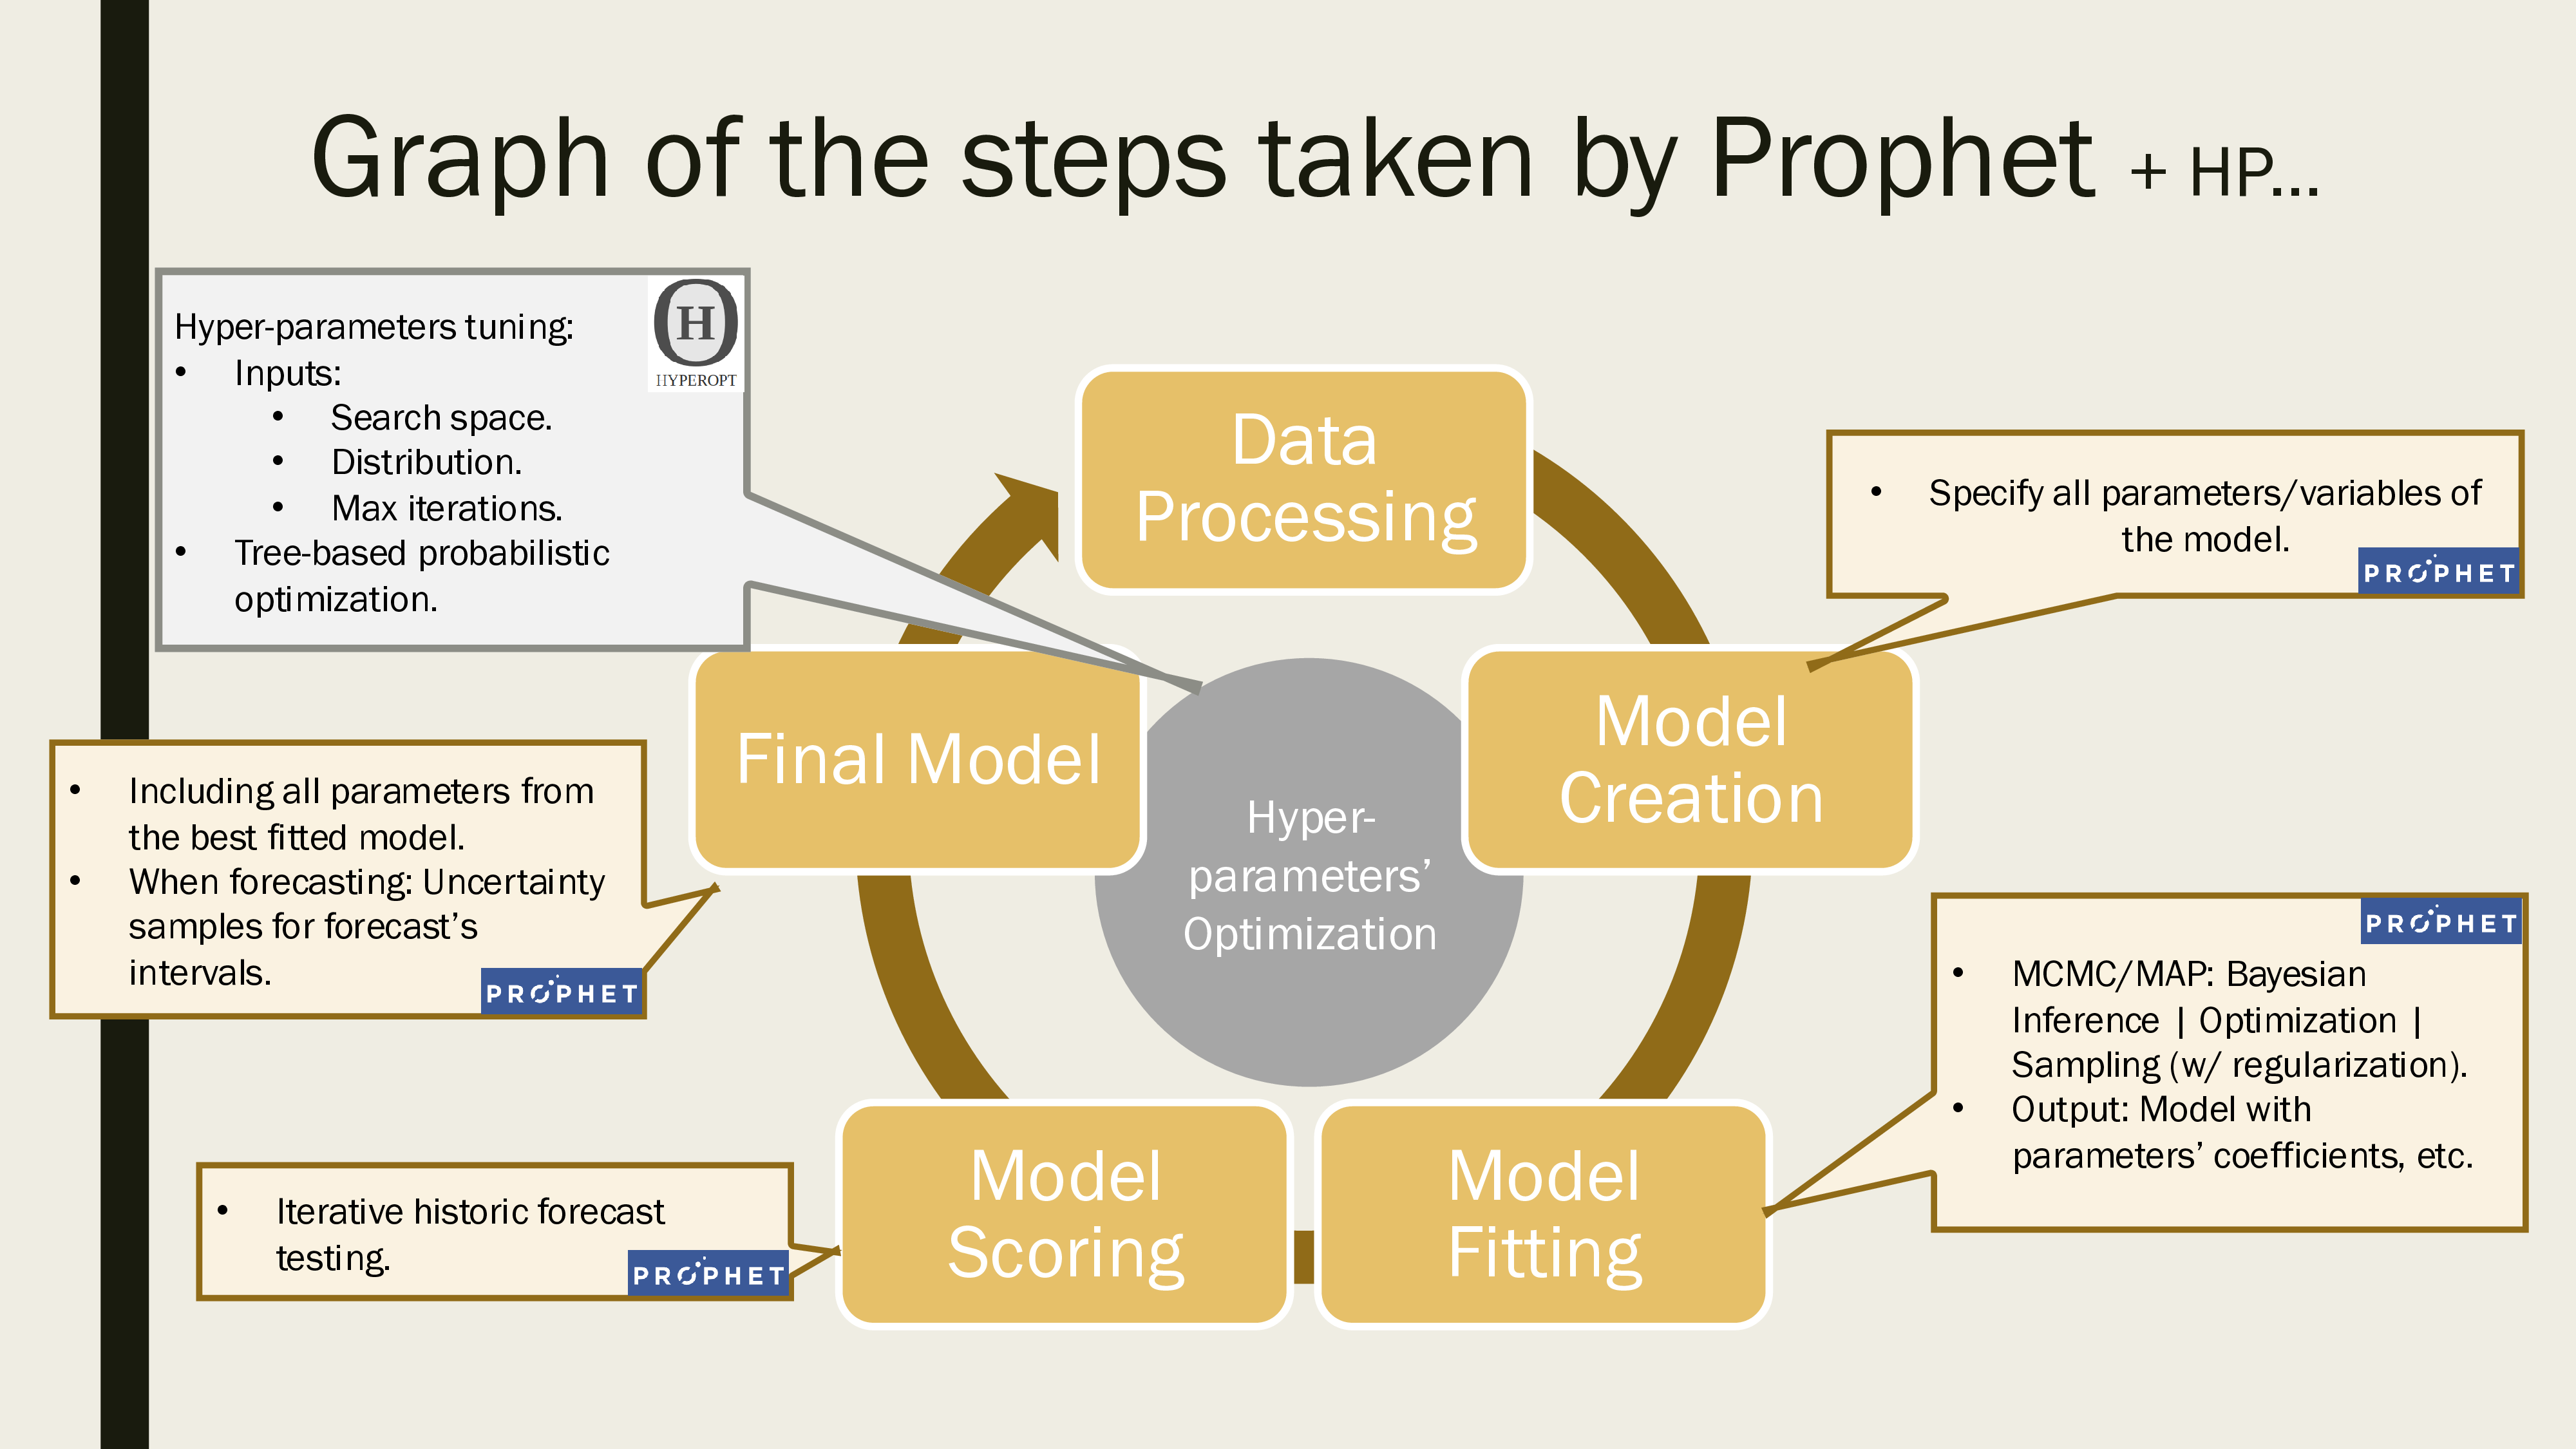 Graph of the steps taken by Prophet + HP...
Hyper-parameters tuning:
• Inputs:
• Search space.
• Distribution.
• Max iterations.
• Tree-based probabilistic
optimization.
H
HYPEROPT
Data
Processing
• Specify all parameters/variables of
the model.
PROPHET
Final Model
Model
Creation
Hyper-
parameters’
Optimization
• Including all parameters from
the best fitted model.
• When forecasting: Uncertainty
samples for forecast’s
intervals.
PROPHET
PROPHET
• MCMC/MAP: Bayesian
Inference | Optimization |
Sampling (w/ regularization).
• Output: Model with
parameters’ coefficients, etc.
Model
Scoring
Model
Fitting
• Iterative historic forecast
testing.
PROPHET